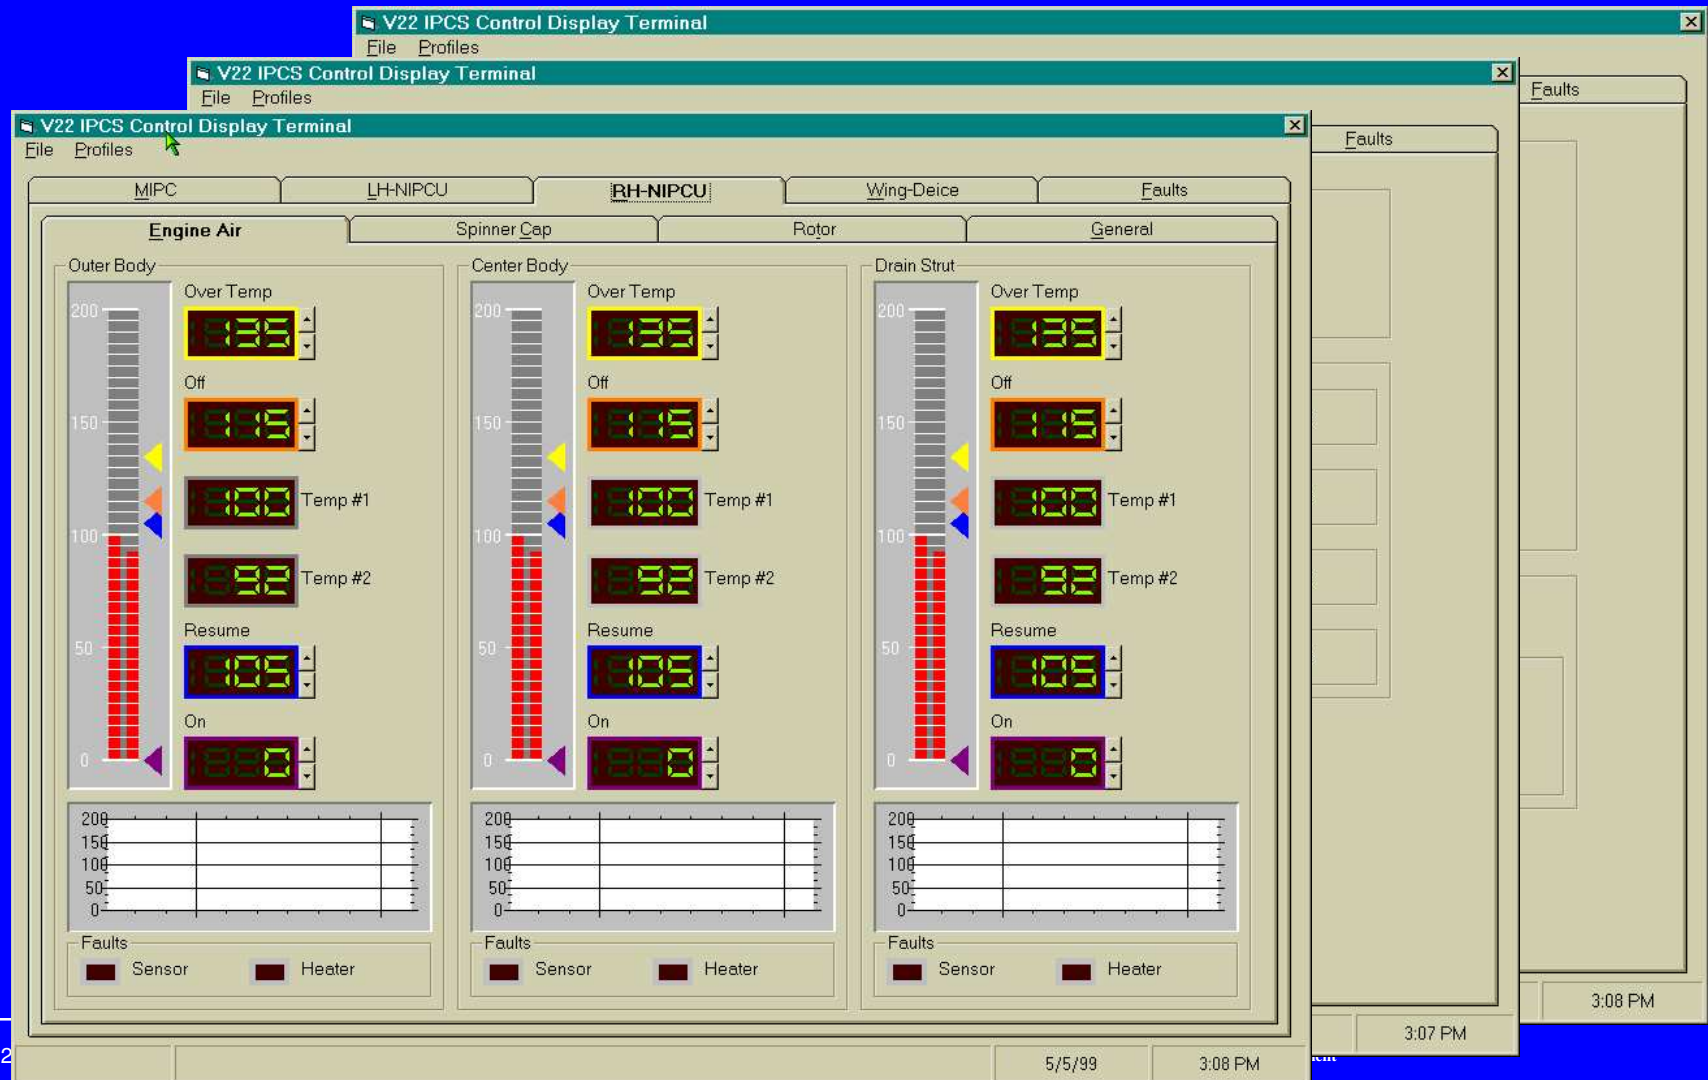 V22 IPCS Control Display Terminal
File Profiles
Faults
V22 IPCS Control Display Terminal
File Profiles
Faults
V22 IPCS Control Display Terminal
File Profiles
MIPC LH-NIPCU RH-NIPCU Wing-Deice Faults
Engine Air Spinner Cap Rotor General
Outer Body
Over Temp
200
135
Off
150
115
100 Temp #1
100
92 Temp #2
Resume
50
105
On
0
0
200
150
100
50
0
Faults
Sensor Heater
Center Body
Over Temp
200
135
Off
150
115
100 Temp #1
100
92 Temp #2
Resume
50
105
On
0
0
200
150
100
50
0
Faults
Sensor Heater
Drain Strut
Over Temp
200
135
Off
150
115
100 Temp #1
100
92 Temp #2
Resume
50
105
On
0
0
200
150
100
50
0
Faults
Sensor Heater
3:08 PM
3:07 PM
5/5/99 3:08 PM
2